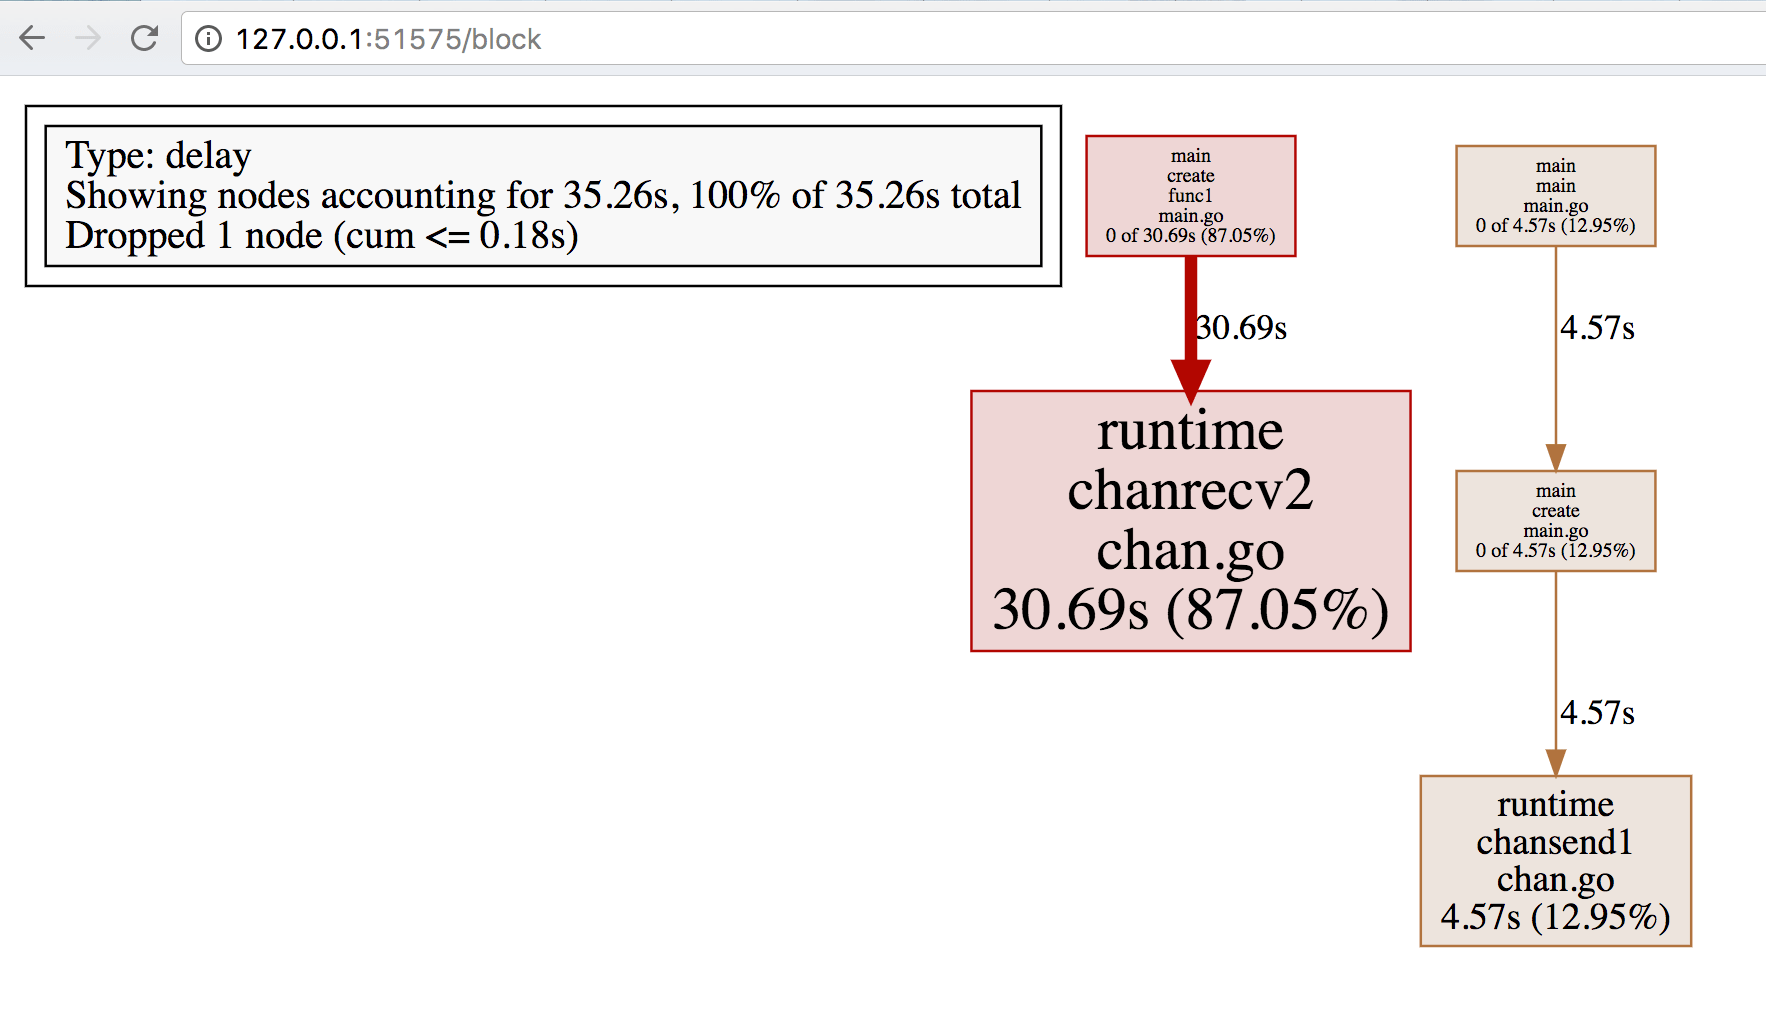 127.0.0.1:51575/block
Type: delay
Showing nodes accounting for 35.26s, 100% of 35.26s total
Dropped 1 node (cum <= 0.18s)
main
create
func1
main.go
0 of 30.69s (87.05%)
30.69s
runtime
chanrecv2
chan.go
30.69s (87.05%)
main
main
main.go
0 of 4.57s (12.95%)
4.57s
main
create
main.go
0 of 4.57s (12.95%)
4.57s
runtime
chansend1
chan.go
4.57s (12.95%)